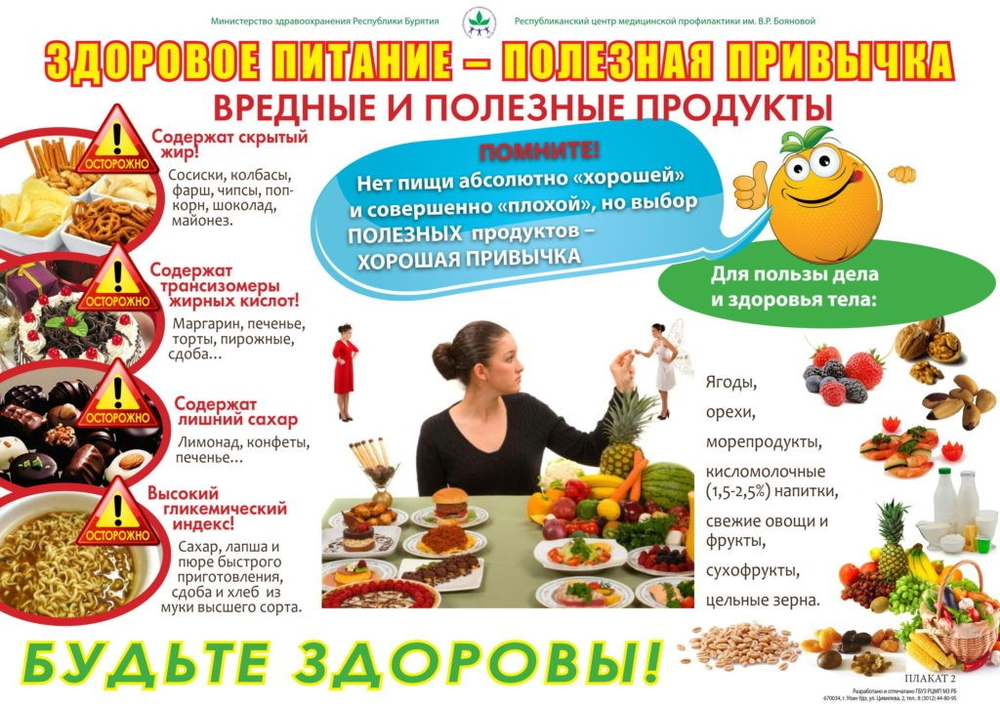 Министерство здравоохранения Республики Бурятия
Республиканский центр медицинской профилактики им. В.Р. Бояновой
ЗДОРОВОЕ ПИТАНИЕ – ПОЛЕЗНАЯ ПРИВЫЧКА
ВРЕДНЫЕ И ПОЛЕЗНЫЕ ПРОДУКТЫ
ОСТОРОЖНО
Содержат скрытый
жир!
Сосиски, колбасы,
фарш, чипсы, поп-
корн, шоколад,
майонез.
ОСТОРОЖНО
Содержат
трансизомеры
жирных кислот!
Маргарин, печенье,
торты, пирожные,
сдоба...
ОСТОРОЖНО
Содержат
лишний сахар
Лимонад, конфеты,
печенье...
ОСТОРОЖНО
Высокий
гликемический
индекс!
Сахар, лапша и
пюре быстрого
приготовления,
сдоба и хлеб из
муки высшего сорта.
ПОМНИТЕ!
Нет пищи абсолютно «хорошей»
и совершенно «плохой», но выбор
ПОЛЕЗНЫХ продуктов –
ХОРОШАЯ ПРИВЫЧКА
Для пользы дела
и здоровья тела:
Ягоды,
орехи,
морепродукты,
кисломолочные
(1,5-2,5%) напитки,
свежие овощи и
фрукты,
сухофрукты,
цельные зерна.
БУДЬТЕ ЗДОРОВЫ!
ПЛАКАТ 2
Разработано и отпечатано ГБУЗ РЦМП МЗ РБ
670034, г. Улан-Удэ, ул. Цивилева, 2, тел.: 8 (3012) 44-80-95